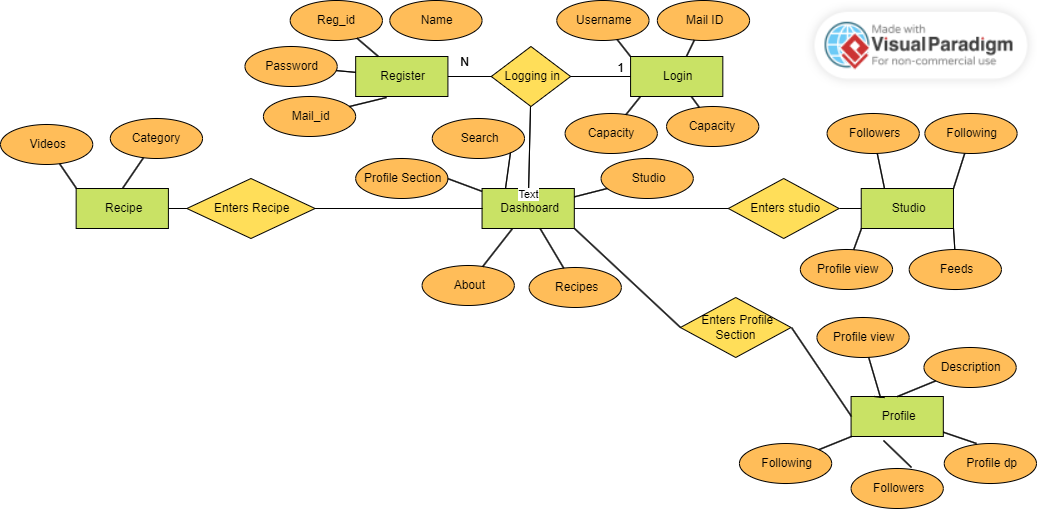 Reg_id
Name
Username
Mail ID
Made with
Visual Paradigm
For non-commercial use
Password
Register
N
Logging in
1
Login
Mail_id
Capacity
Capacity
Videos
Category
Search
Followers
Following
Profile Section
Studio
Text
Recipe
Enters Recipe
Dashboard
Enters studio
Studio
About
Recipes
Profile view
Feeds
Enters Profile
Section
Profile view
Description
Profile
Following
Followers
Profile dp